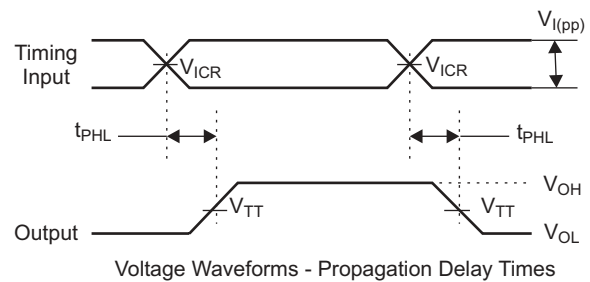 V_I(pp)
Timing
Input
V_ICR
V_ICR
t_PHL
t_PHL
V_TT
V_TT
V_OH
Output
V_OL
Voltage Waveforms - Propagation Delay Times